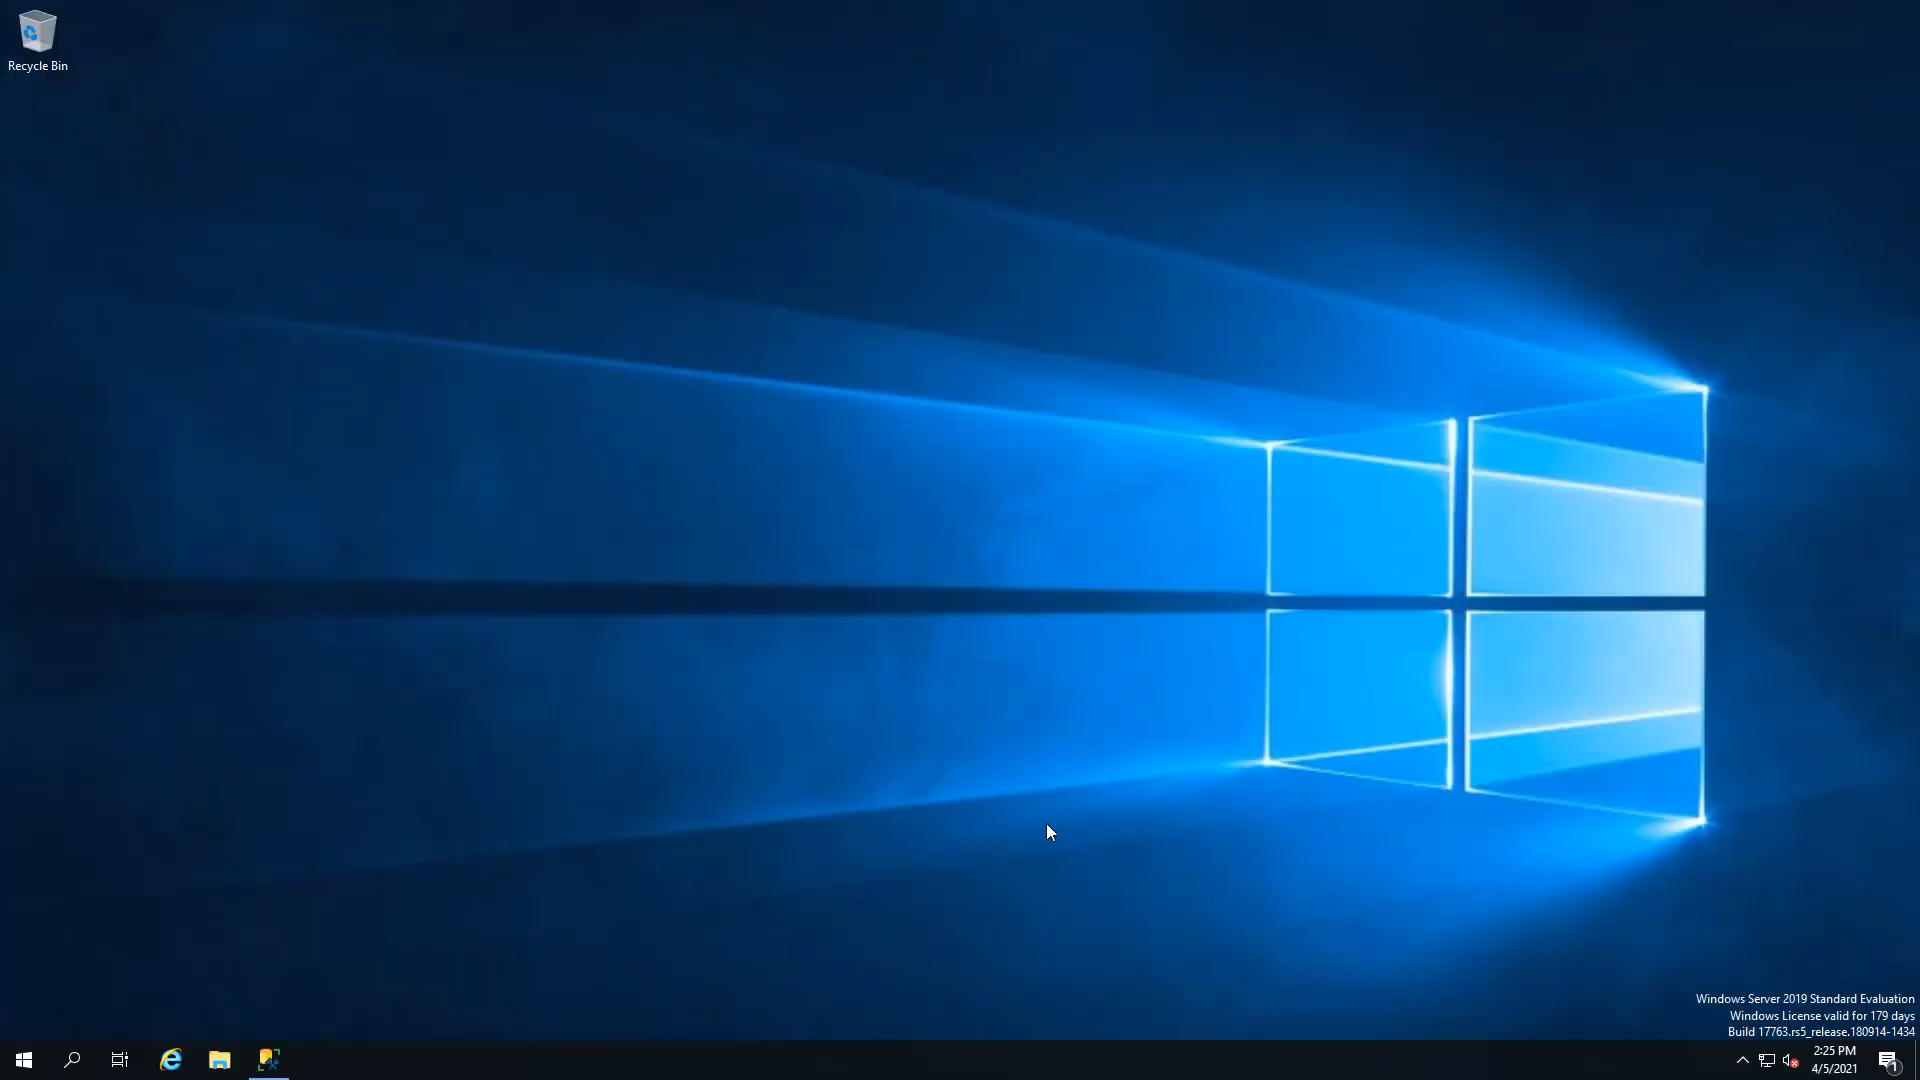 Recycle Bin
Windows Server 2019 Standard Evaluation
Windows License valid for 179 days
Build 17763.rs5_release.180914-1434
2:25 PM
4/5/2021
1